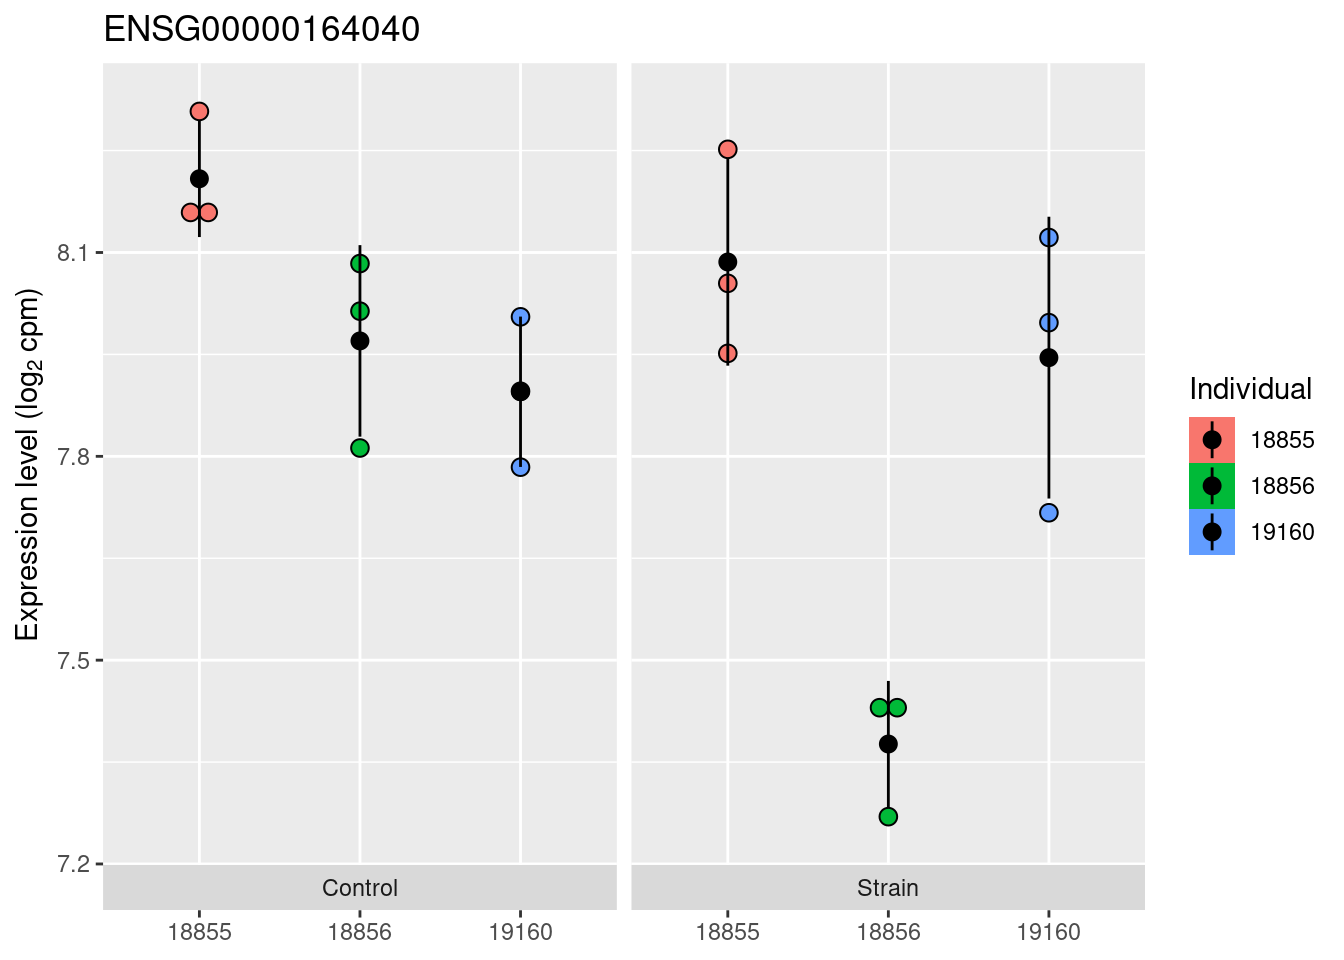 ENSG00000164040
Expression level (log₂ cpm)
8.1
7.8
7.5
7.2
Control
Strain
18855
18856
19160
18855
18856
19160
Individual
18855
18856
19160